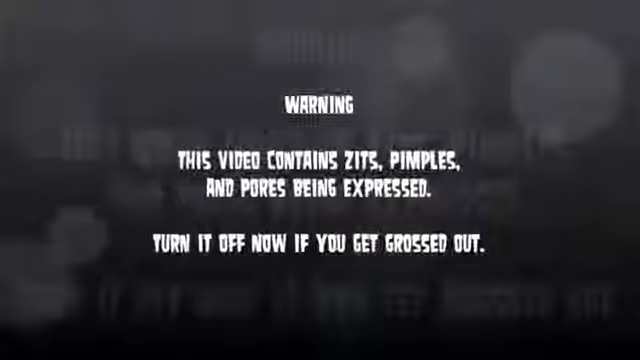 WARNING
THIS VIDEO CONTAINS ZITS, PIMPLES,
AND PORES BEING EXPRESSED.
TURN IT OFF NOW IF YOU GET GROSSED OUT.